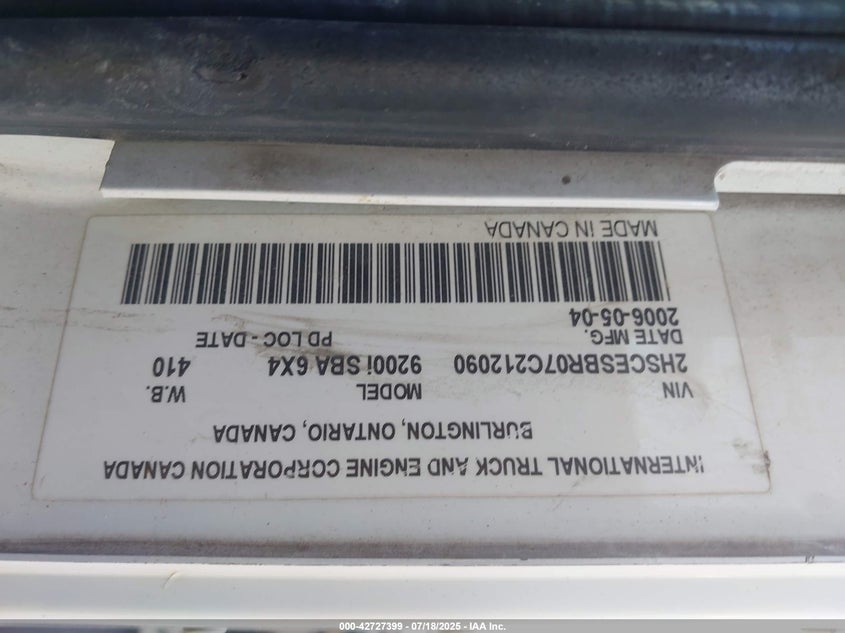 INTERNATIONAL TRUCK AND ENGINE CORPORATION CANADA
BURLINGTON, ONTARIO, CANADA
VIN MODEL W.B.
2HSCESBR07C212090 9200i SBA 6X4 410
DATE MFG. PD LOC - DATE
2006-05-04
MADE IN CANADA
000-42727399 - 07/18/2025 - IAA Inc.